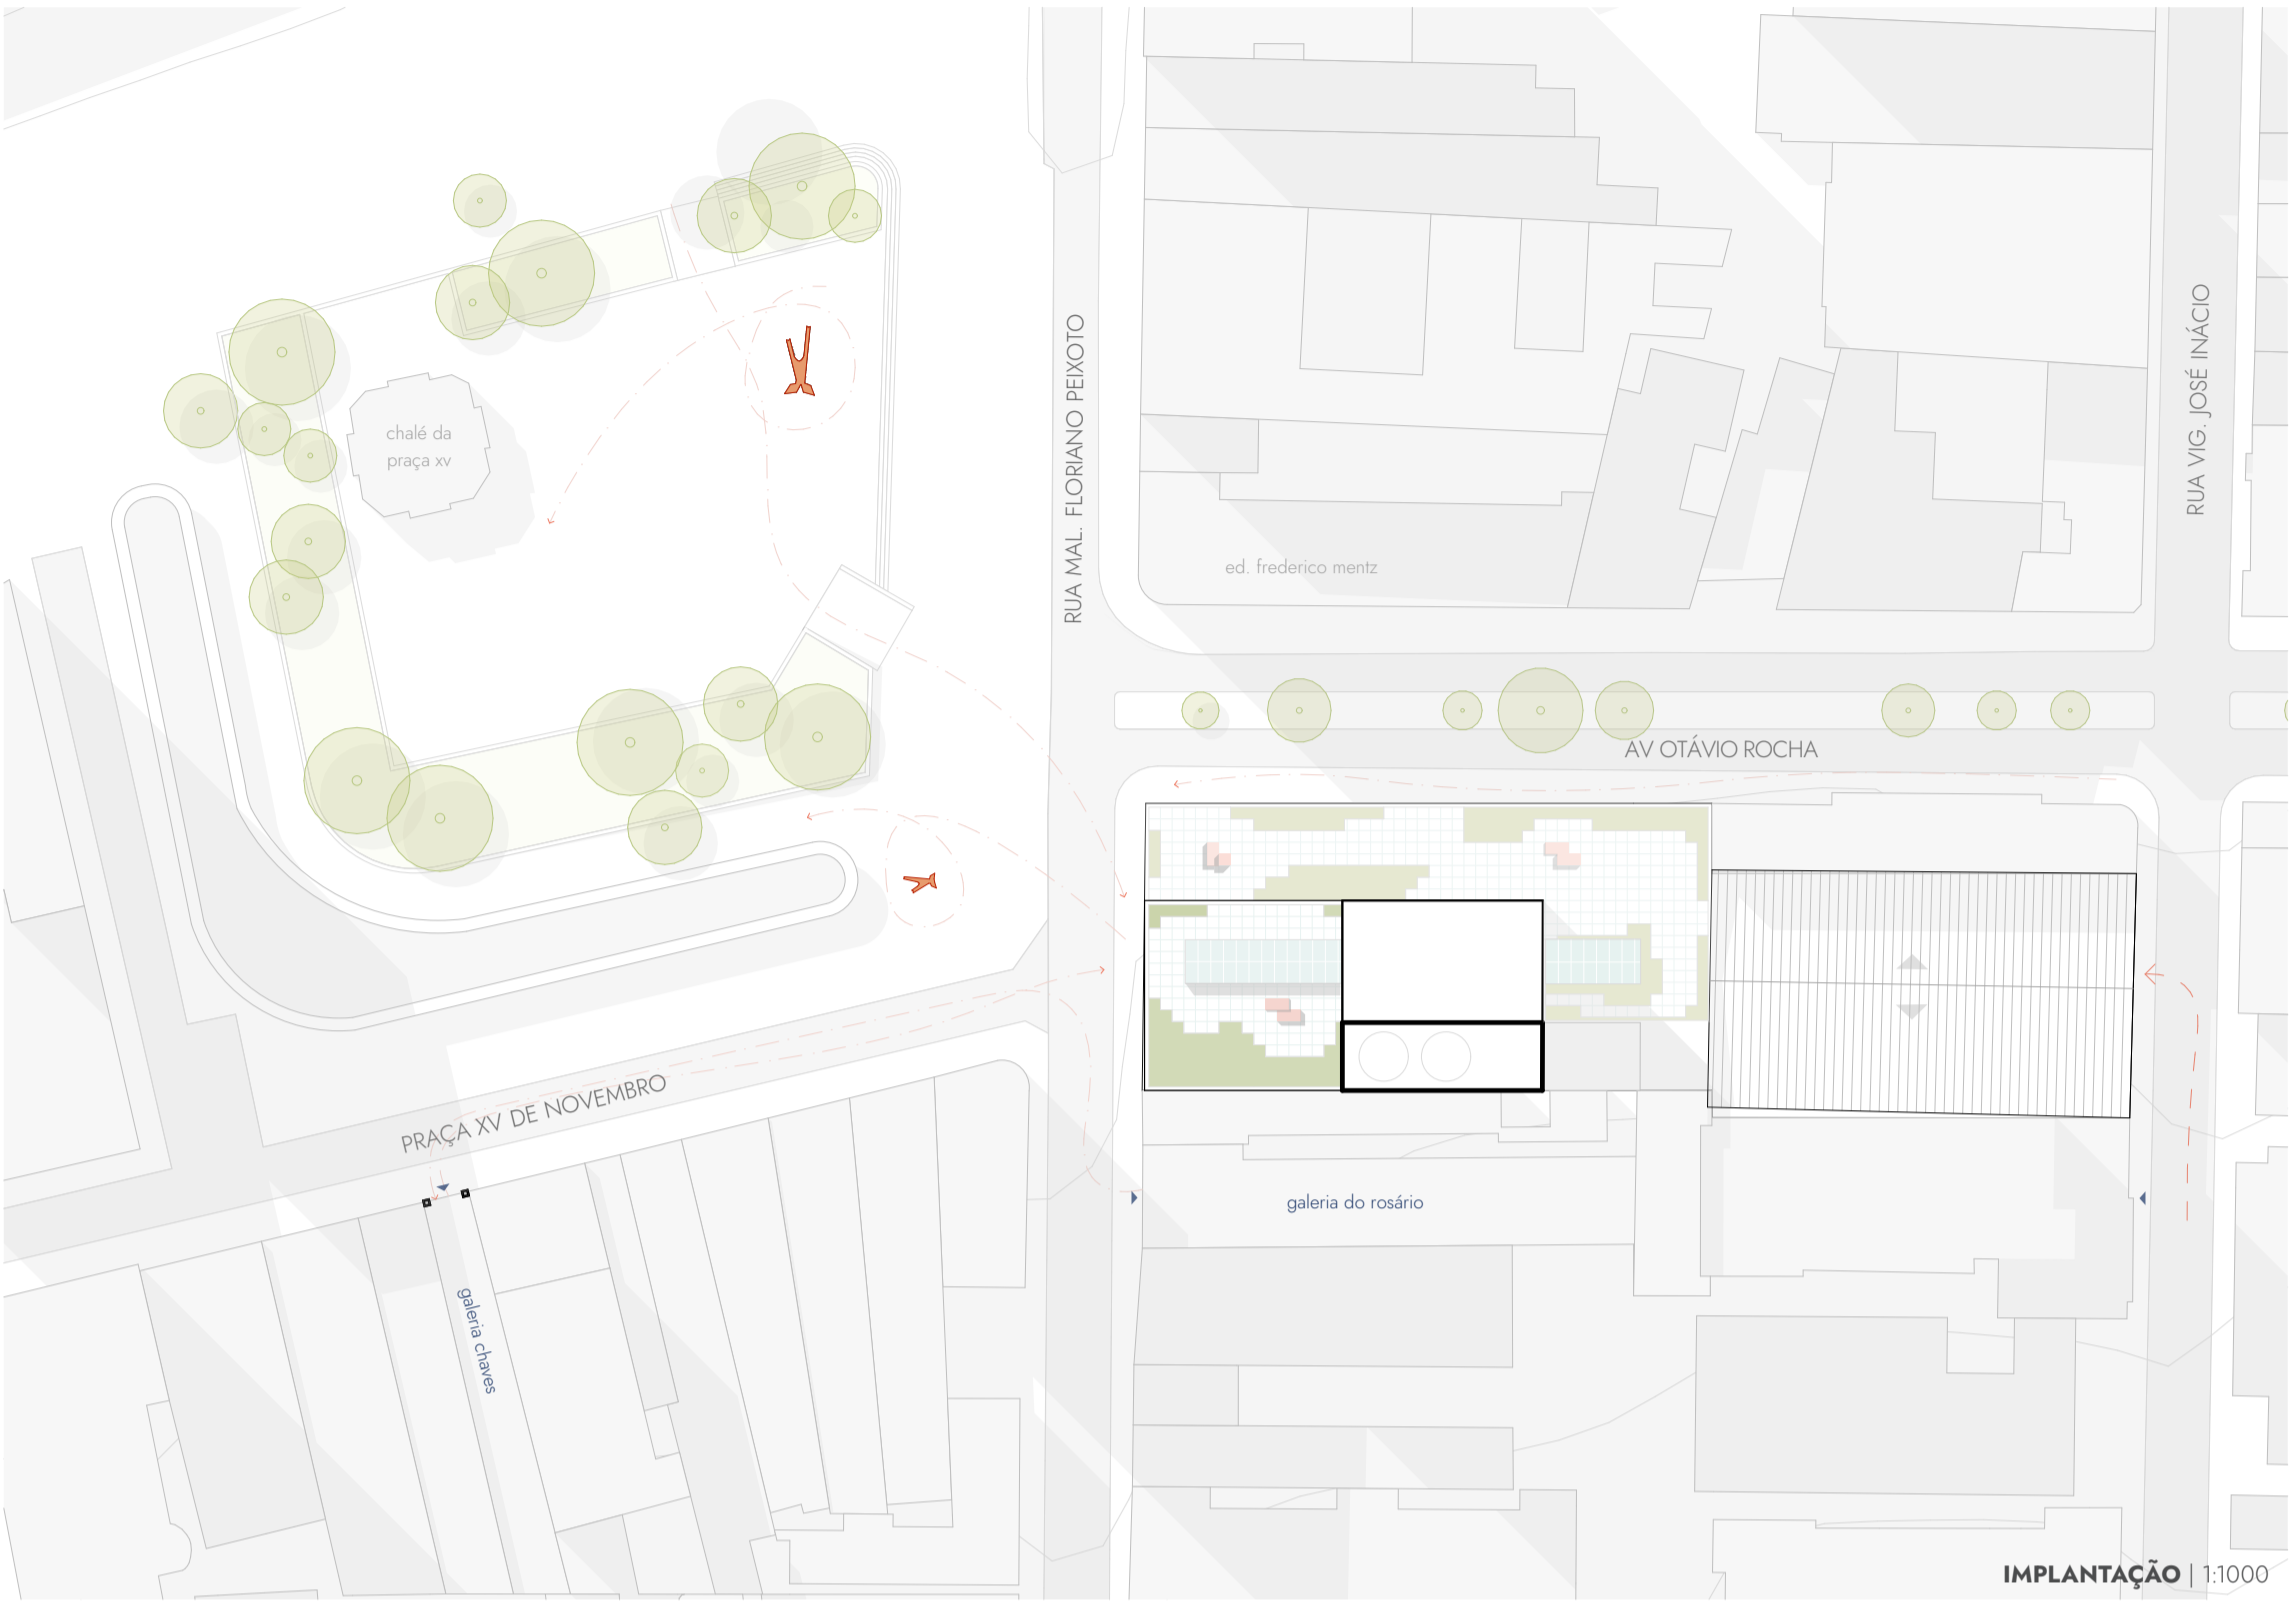 RUA MAL. FLORIANO PEIXOTO
RUA VIG. JOSÉ INÁCIO
chalé da
praça xv
ed. frederico mentz
AV OTÁVIO ROCHA
PRAÇA XV DE NOVEMBRO
galeria do rosário
galeria chaves
IMPLANTAÇÃO | 1:1000